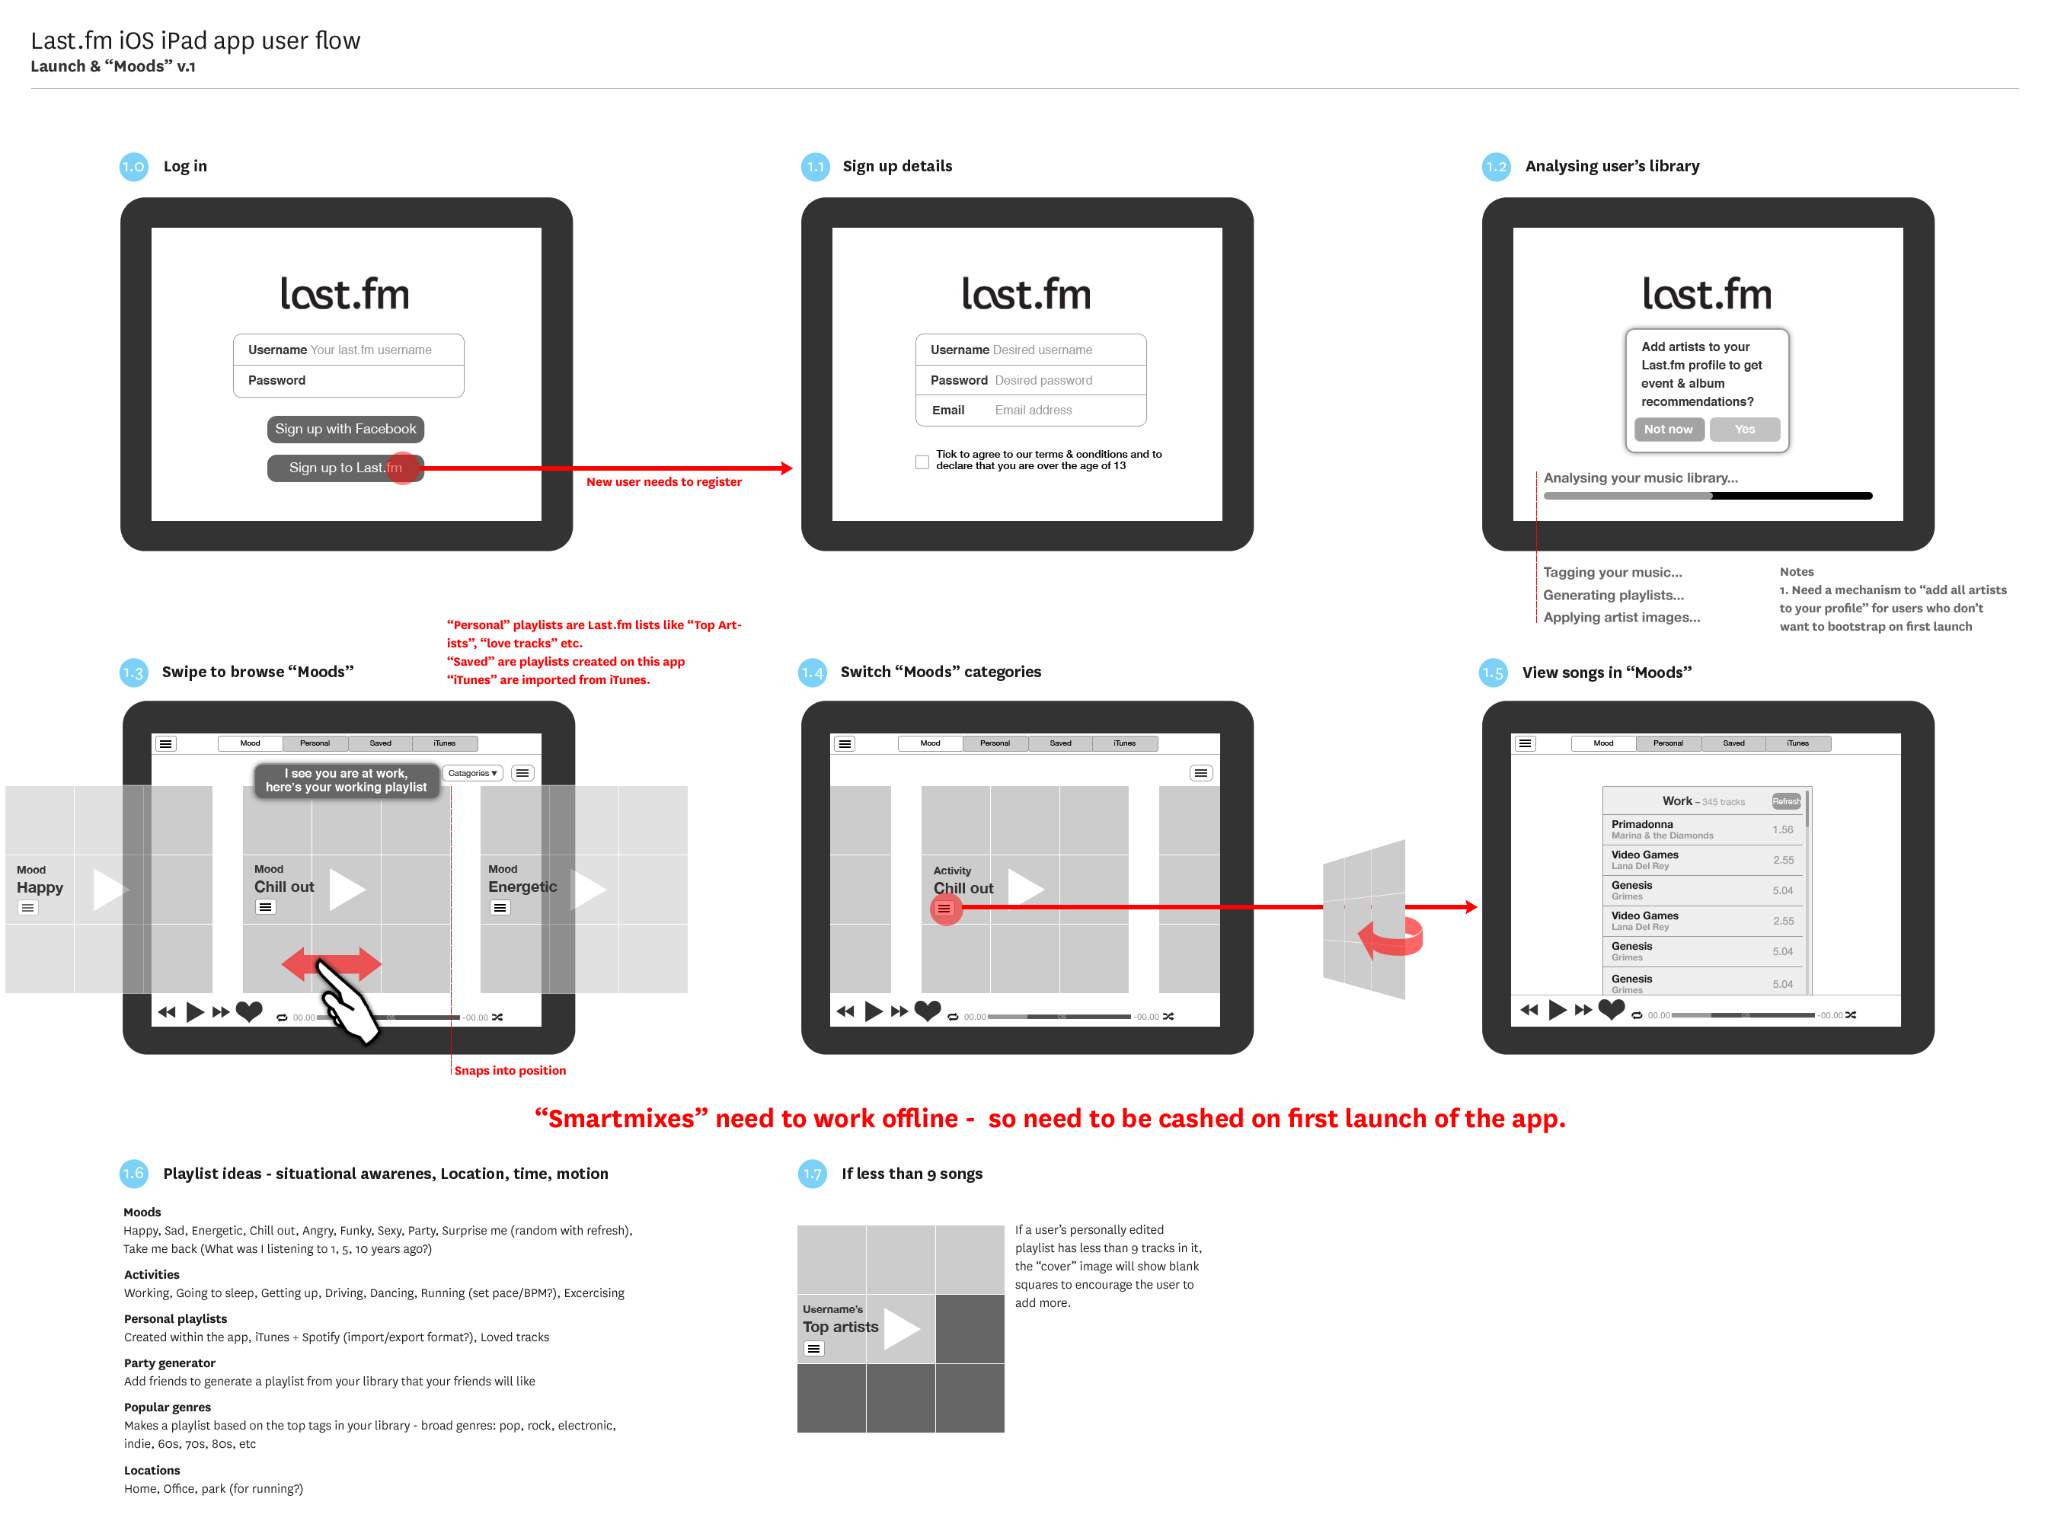 Last.fm iOS iPad app user flow
Launch & “Moods” v.1
1.0 Log in
last.fm
Username Your last.fm username
Password
Sign up with Facebook
Sign up to Last.fm
New user needs to register
1.1 Sign up details
last.fm
Username Desired username
Password Desired password
Email Email address
Tick to agree to our terms & conditions and to
declare that you are over the age of 13
1.2 Analysing user’s library
last.fm
Add artists to your
Last.fm profile to get
event & album
recommendations?
Not now Yes
Analysing your music library...
Tagging your music...
Generating playlists...
Applying artist images...
Notes
1. Need a mechanism to “add all artists
to your profile” for users who don’t
want to bootstrap on first launch
“Personal” playlists are Last.fm lists like “Top Art-
ists”, “love tracks” etc.
“Saved” are playlists created on this app
“iTunes” are imported from iTunes.
1.3 Swipe to browse “Moods”
Mood Personal Saved iTunes
I see you are at work,
here’s your working playlist
Catagories ▾
Mood
Happy
Mood
Chill out
Mood
Energetic
00.00 -00.00
Snaps into position
1.4 Switch “Moods” categories
Mood Personal Saved iTunes
Activity
Chill out
00.00 -00.00
1.5 View songs in “Moods”
Mood Personal Saved iTunes
Work – 345 tracks Refresh
Primadonna 1.56
Marina & the Diamonds
Video Games 2.55
Lana Del Rey
Genesis 5.04
Grimes
Video Games 2.55
Lana Del Rey
Genesis 5.04
Grimes
Genesis 5.04
Grimes
00.00 -00.00
“Smartmixes” need to work offline - so need to be cashed on first launch of the app.
1.6 Playlist ideas - situational awarenes, Location, time, motion
Moods
Happy, Sad, Energetic, Chill out, Angry, Funky, Sexy, Party, Surprise me (random with refresh),
Take me back (What was I listening to 1, 5, 10 years ago?)
Activities
Working, Going to sleep, Getting up, Driving, Dancing, Running (set pace/BPM?), Excercising
Personal playlists
Created within the app, iTunes + Spotify (import/export format?), Loved tracks
Party generator
Add friends to generate a playlist from your library that your friends will like
Popular genres
Makes a playlist based on the top tags in your library - broad genres: pop, rock, electronic,
indie, 60s, 70s, 80s, etc
Locations
Home, Office, park (for running?)
1.7 If less than 9 songs
Username’s
Top artists
If a user’s personally edited
playlist has less than 9 tracks in it,
the “cover” image will show blank
squares to encourage the user to
add more.